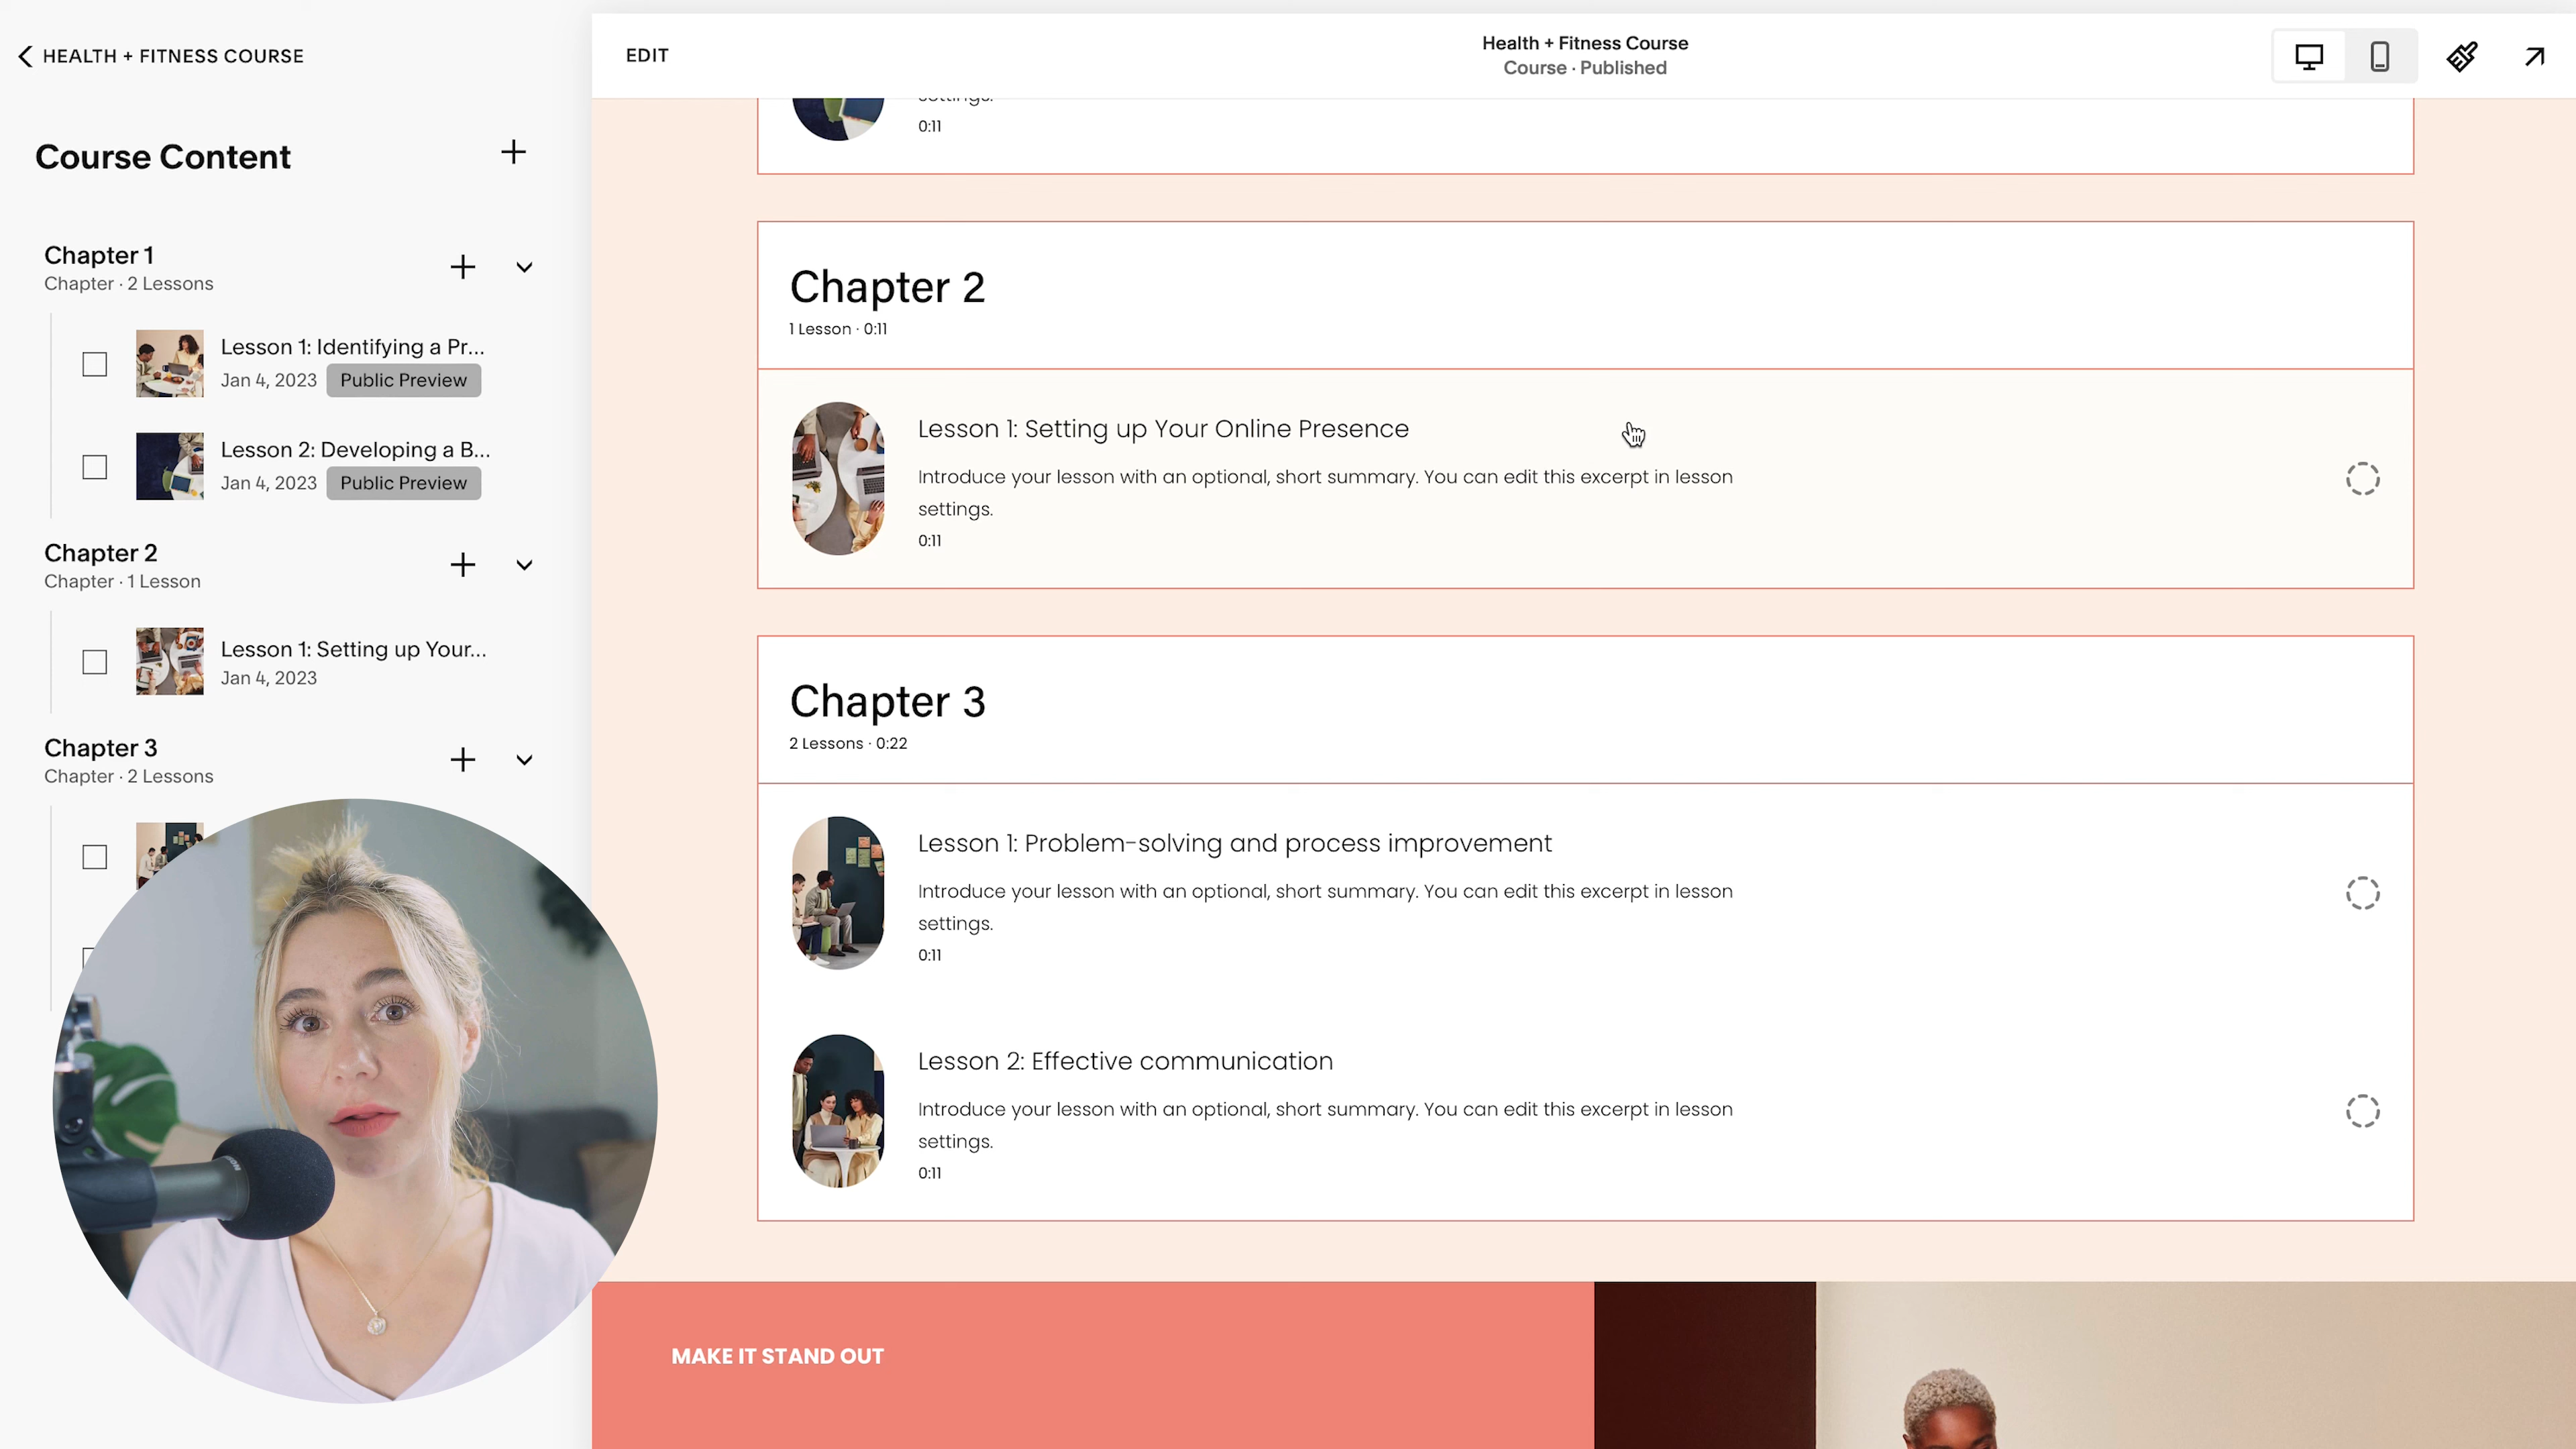 HEALTH + FITNESS COURSE
Course Content
Chapter 1
Chapter · 2 Lessons
Lesson 1: Identifying a Pr...
Jan 4, 2023 Public Preview
Lesson 2: Developing a B...
Jan 4, 2023 Public Preview
Chapter 2
Chapter · 1 Lesson
Lesson 1: Setting up Your...
Jan 4, 2023
Chapter 3
Chapter · 2 Lessons
EDIT
Health + Fitness Course
Course · Published
settings.
0:11
Chapter 2
1 Lesson · 0:11
Lesson 1: Setting up Your Online Presence
Introduce your lesson with an optional, short summary. You can edit this excerpt in lesson
settings.
0:11
Chapter 3
2 Lessons · 0:22
Lesson 1: Problem-solving and process improvement
Introduce your lesson with an optional, short summary. You can edit this excerpt in lesson
settings.
0:11
Lesson 2: Effective communication
Introduce your lesson with an optional, short summary. You can edit this excerpt in lesson
settings.
0:11
MAKE IT STAND OUT